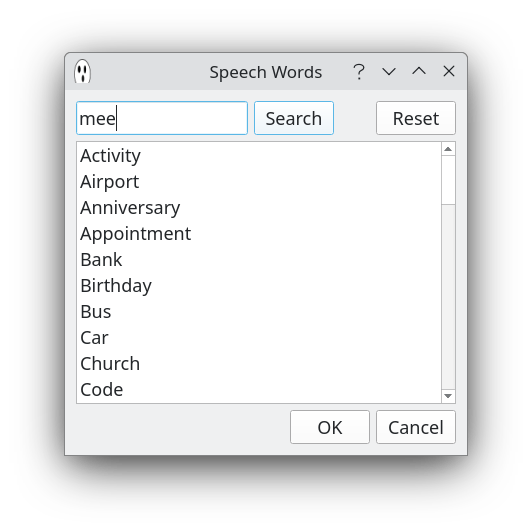 Speech Words
mee Search Reset
Activity
Airport
Anniversary
Appointment
Bank
Birthday
Bus
Car
Church
Code
OK Cancel